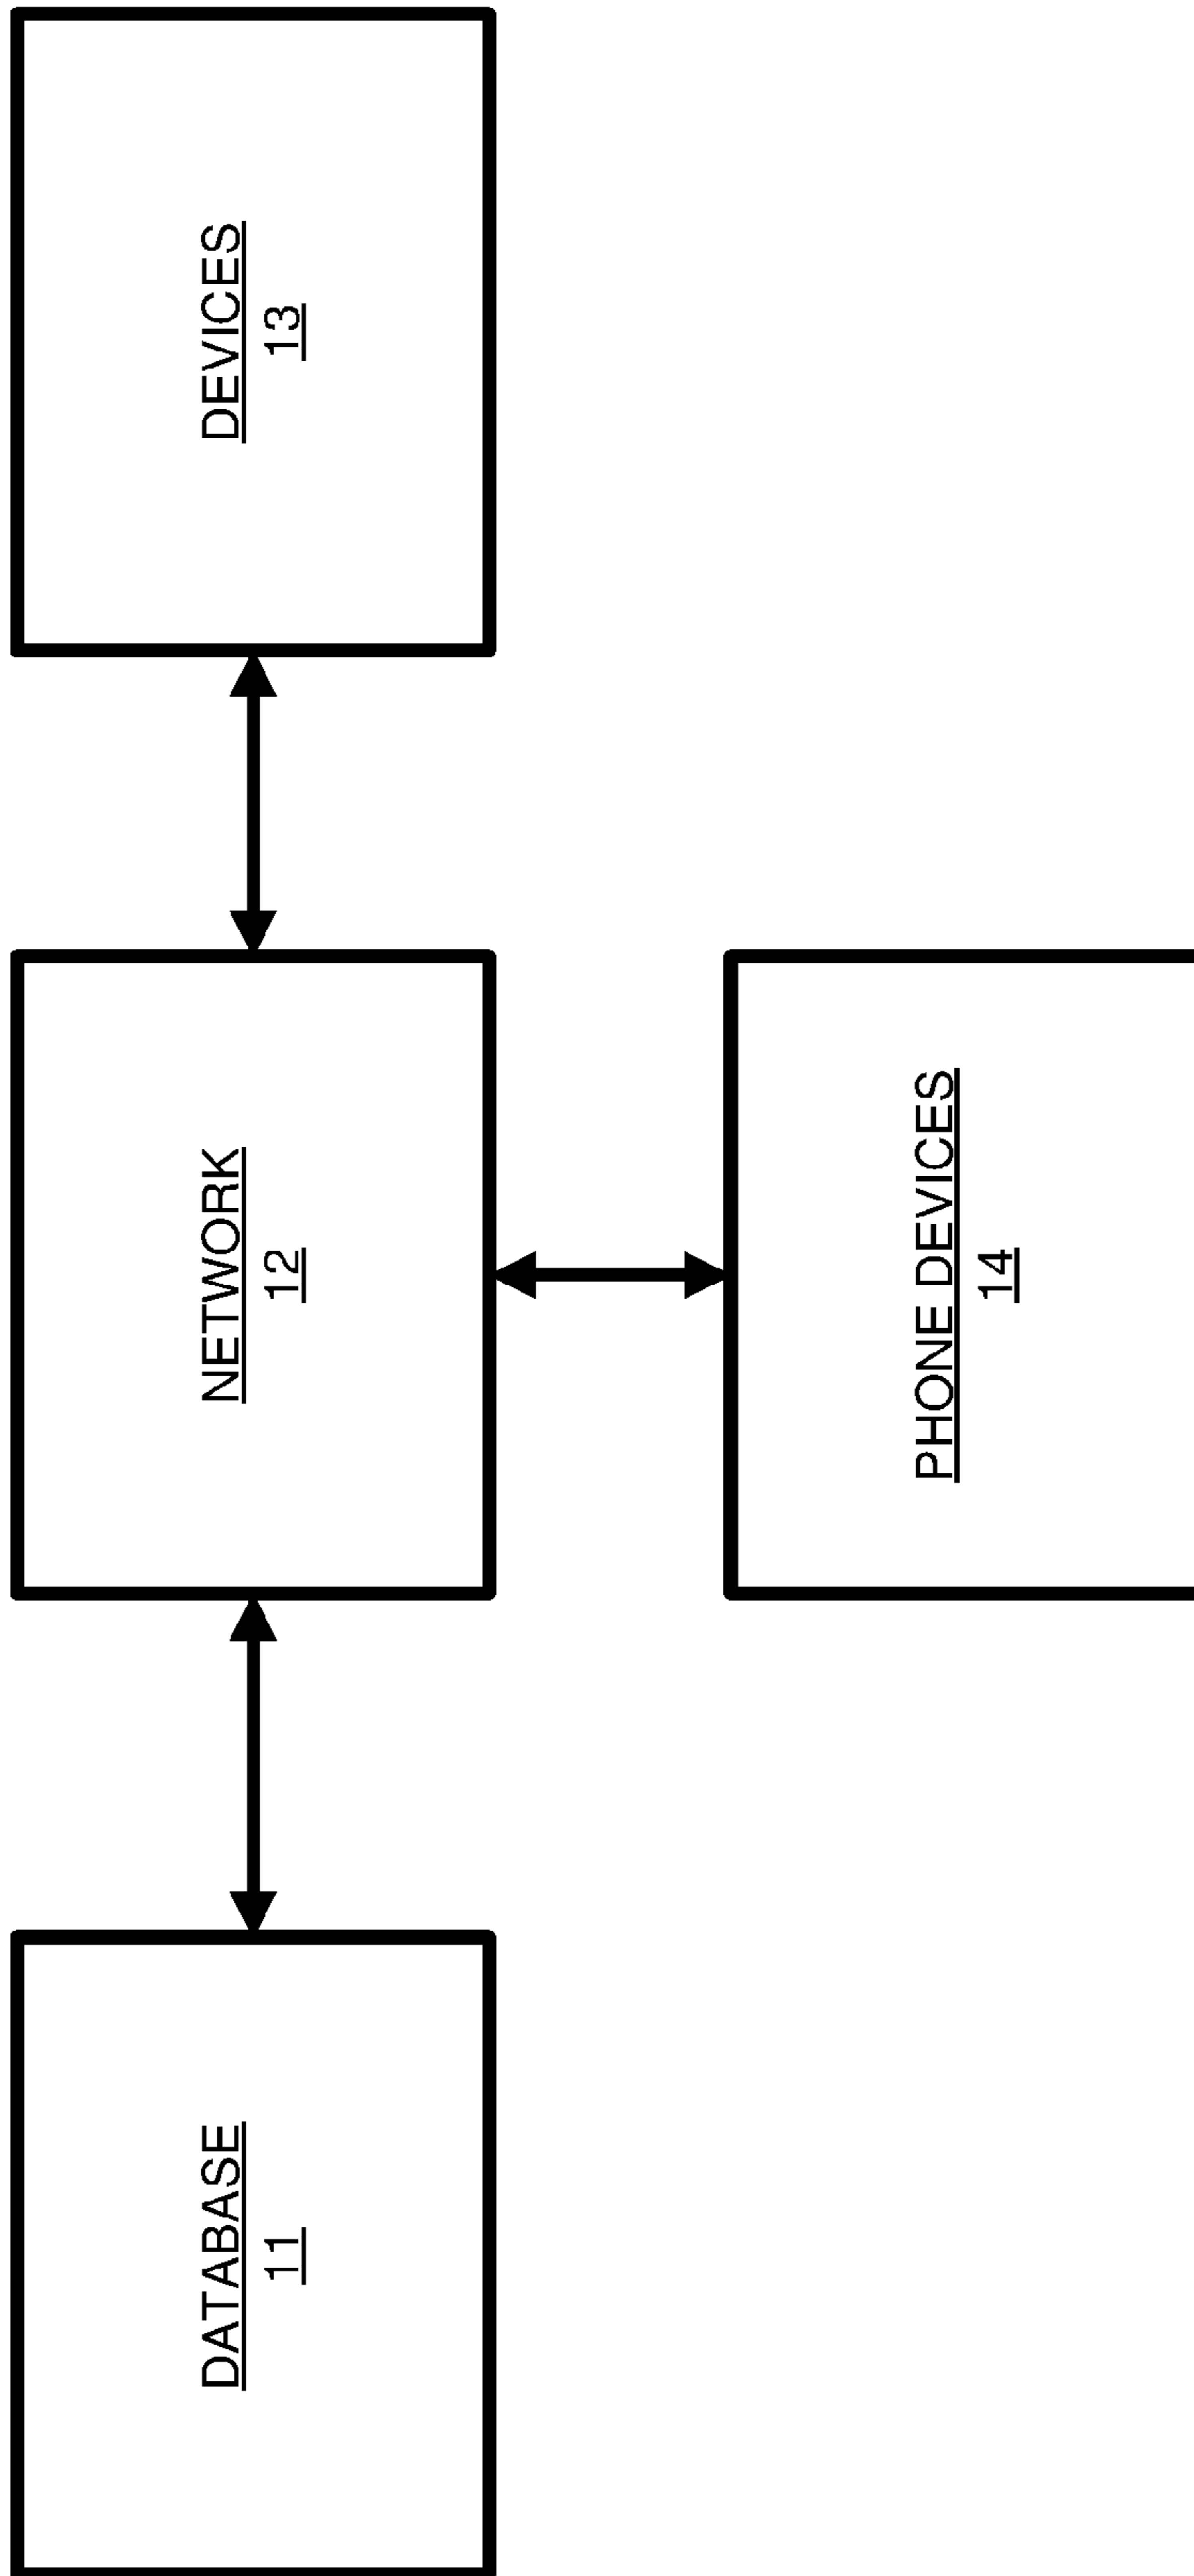 DATABASE
11
NETWORK
12
DEVICES
13
PHONE DEVICES
14